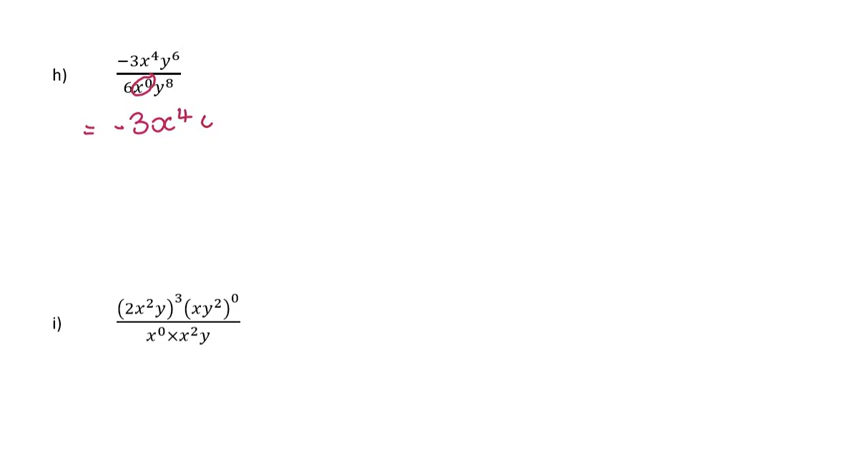 h) −3x⁴y⁶
6x⁰y⁸
= -3x⁴
i) (2x²y)³(xy²)⁰
x⁰×x²y